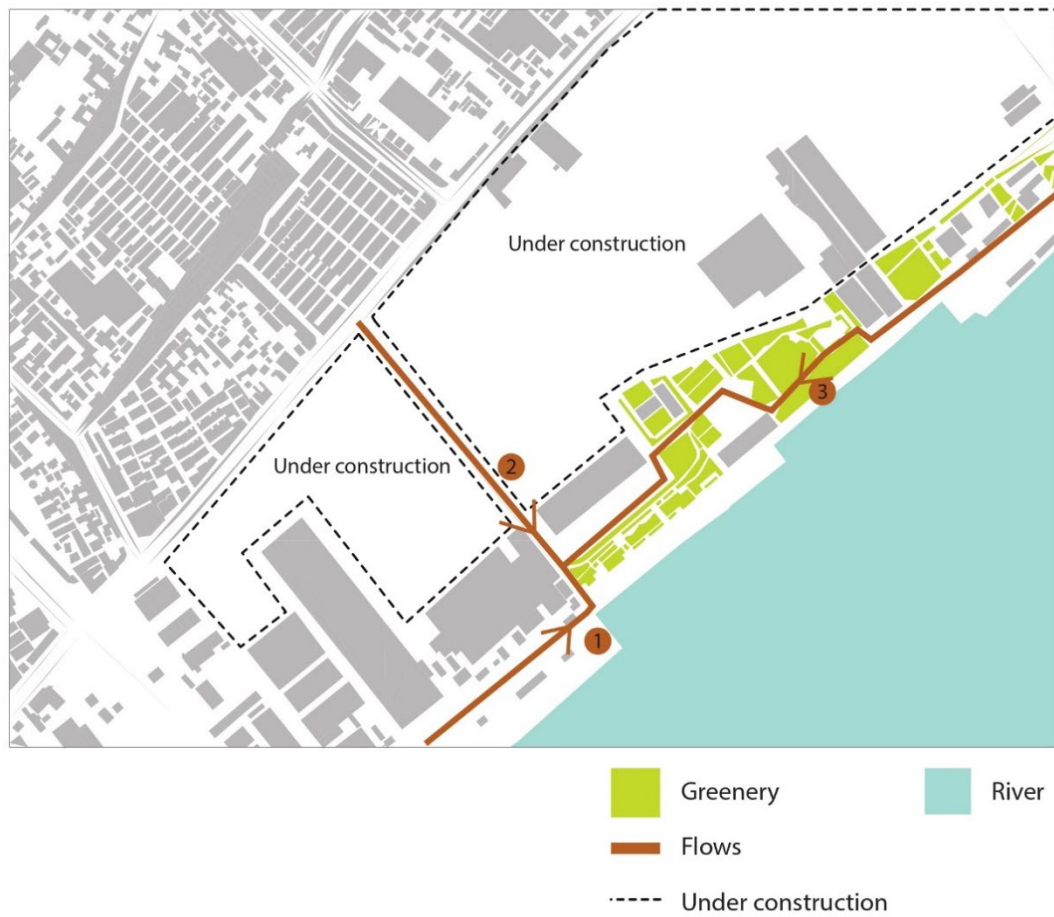 Under construction
Under construction
2
3
1
Greenery
River
Flows
Under construction